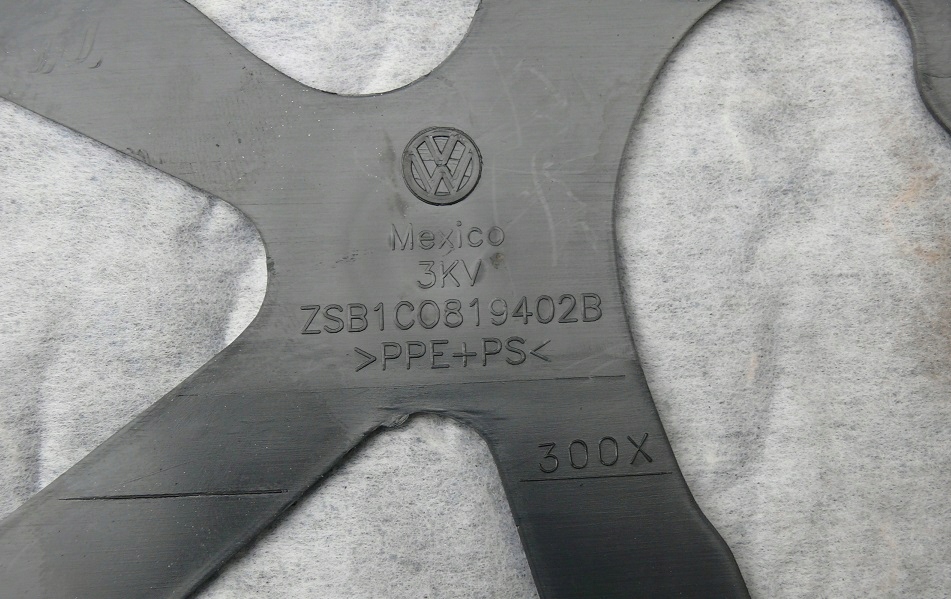 Mexico
3KV
ZSB1C0819402B
>PPE+PS<
300X